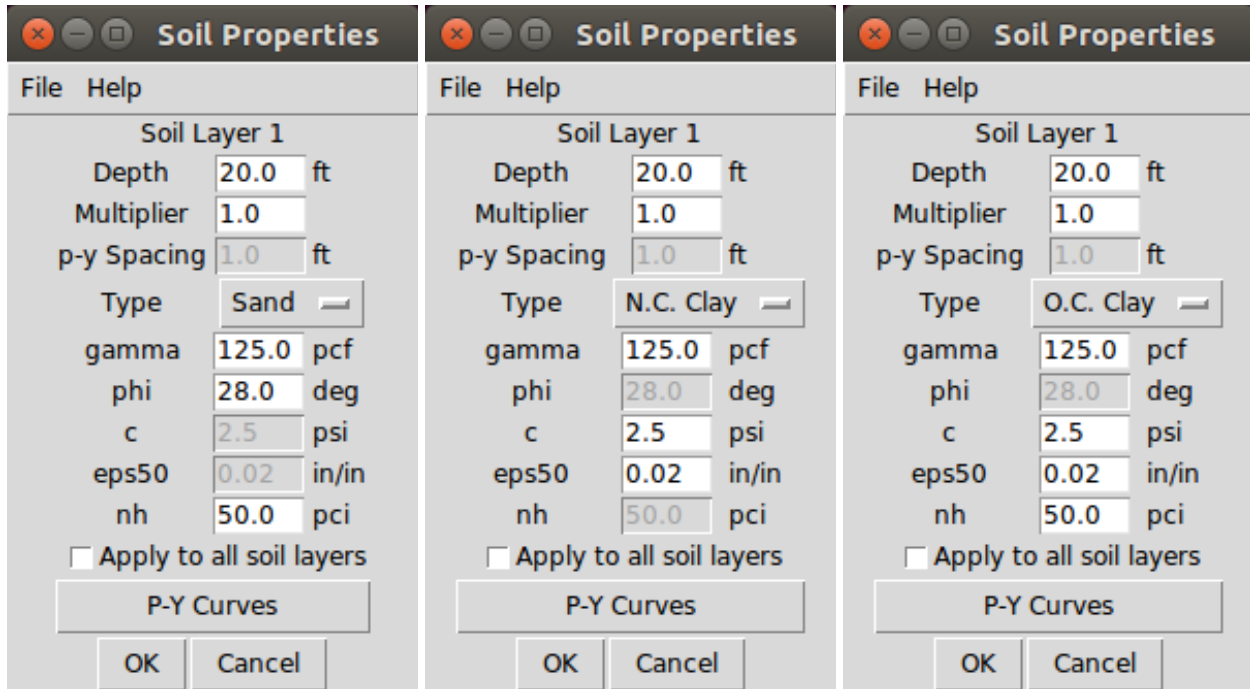 Soil Properties
File Help
Soil Layer 1
Depth 20.0 ft
Multiplier 1.0
p-y Spacing 1.0 ft
Type Sand
gamma 125.0 pcf
phi 28.0 deg
c 2.5 psi
eps50 0.02 in/in
nh 50.0 pci
Apply to all soil layers
P-Y Curves
OK Cancel
Soil Properties
File Help
Soil Layer 1
Depth 20.0 ft
Multiplier 1.0
p-y Spacing 1.0 ft
Type N.C. Clay
gamma 125.0 pcf
phi 28.0 deg
c 2.5 psi
eps50 0.02 in/in
nh 50.0 pci
Apply to all soil layers
P-Y Curves
OK Cancel
Soil Properties
File Help
Soil Layer 1
Depth 20.0 ft
Multiplier 1.0
p-y Spacing 1.0 ft
Type O.C. Clay
gamma 125.0 pcf
phi 28.0 deg
c 2.5 psi
eps50 0.02 in/in
nh 50.0 pci
Apply to all soil layers
P-Y Curves
OK Cancel